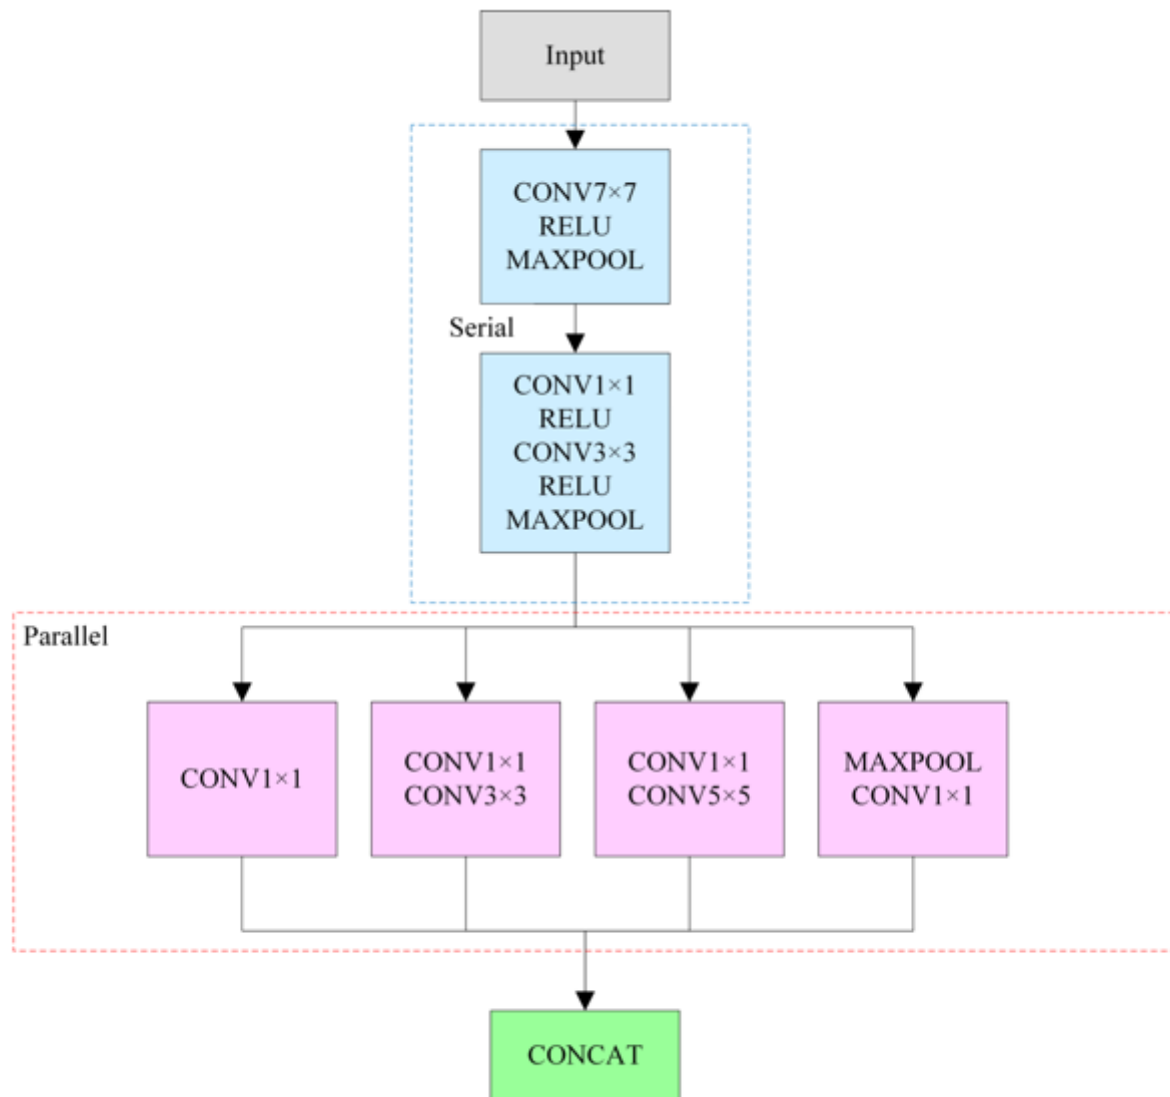 Input
CONV7×7
RELU
MAXPOOL
Serial
CONV1×1
RELU
CONV3×3
RELU
MAXPOOL
Parallel
CONV1×1
CONV1×1
CONV3×3
CONV1×1
CONV5×5
MAXPOOL
CONV1×1
CONCAT